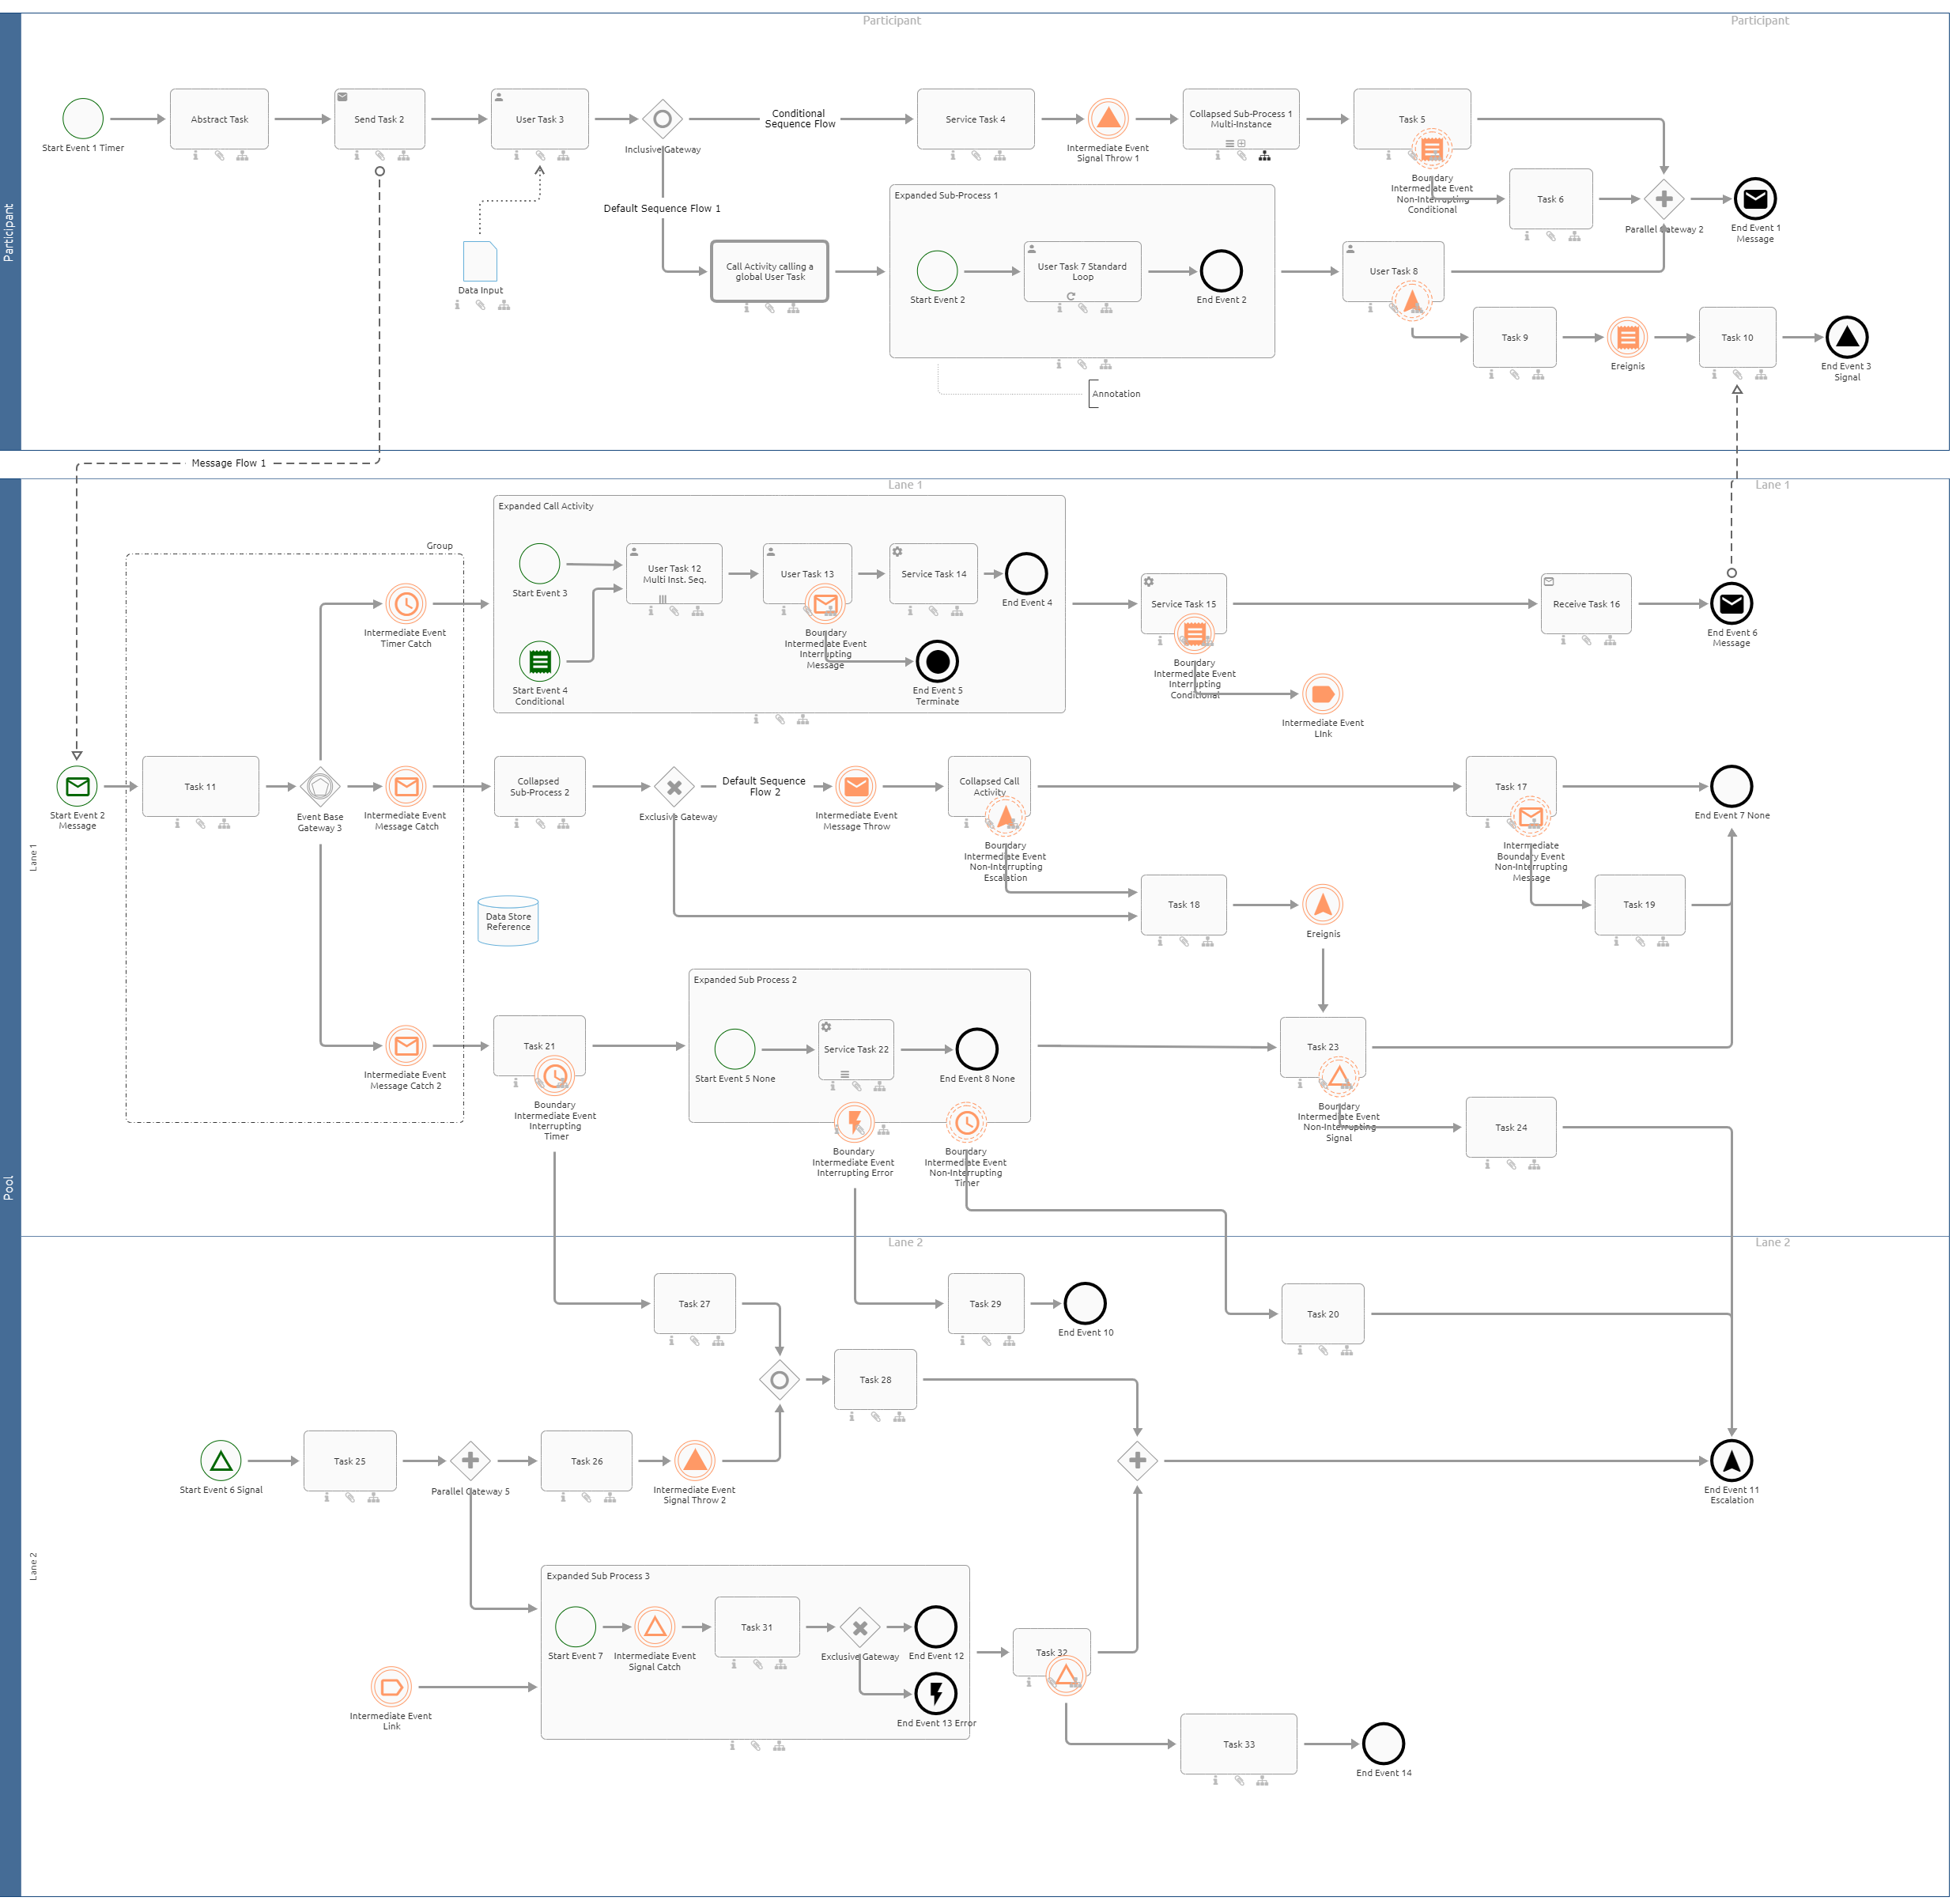 Participant
Participant
Participant
Start Event 1 Timer
Abstract Task
Send Task 2
User Task 3
Inclusive Gateway
Conditional
Sequence Flow
Service Task 4
Intermediate Event
Signal Throw 1
Collapsed Sub-Process 1
Multi-Instance
Task 5
Boundary
Intermediate Event
Non-Interrupting
Conditional
Task 6
Parallel Gateway 2
End Event 1
Message
Default Sequence Flow 1
Data Input
Call Activity calling a
global User Task
Expanded Sub-Process 1
Start Event 2
User Task 7 Standard
Loop
End Event 2
User Task 8
Task 9
Ereignis
Task 10
End Event 3
Signal
Annotation
Message Flow 1
Pool
Lane 1
Lane 1
Lane 1
Group
Expanded Call Activity
Start Event 3
User Task 12
Multi Inst. Seq.
User Task 13
Service Task 14
End Event 4
Boundary
Intermediate Event
Interrupting
Message
Start Event 4
Conditional
End Event 5
Terminate
Intermediate Event
Timer Catch
Service Task 15
Boundary
Intermediate Event
Interrupting
Conditional
Intermediate Event
LInk
Receive Task 16
End Event 6
Message
Start Event 2
Message
Task 11
Event Base
Gateway 3
Intermediate Event
Message Catch
Collapsed
Sub-Process 2
Exclusive Gateway
Default Sequence
Flow 2
Intermediate Event
Message Throw
Collapsed Call
Activity
Boundary
Intermediate Event
Non-Interrupting
Escalation
Task 17
Intermediate
Boundary Event
Non-Interrupting
Message
End Event 7 None
Task 18
Ereignis
Task 19
Data Store
Reference
Intermediate Event
Message Catch 2
Task 21
Boundary
Intermediate Event
Interrupting
Timer
Expanded Sub Process 2
Start Event 5 None
Service Task 22
End Event 8 None
Boundary
Intermediate Event
Interrupting Error
Boundary
Intermediate Event
Non-Interrupting
Timer
Task 23
Boundary
Intermediate Event
Non-Interrupting
Signal
Task 24
Lane 2
Lane 2
Lane 2
Task 27
Task 29
End Event 10
Task 20
Task 28
Start Event 6 Signal
Task 25
Parallel Gateway 5
Task 26
Intermediate Event
Signal Throw 2
End Event 11
Escalation
Expanded Sub Process 3
Start Event 7
Intermediate Event
Signal Catch
Task 31
Exclusive Gateway
End Event 12
End Event 13 Error
Intermediate Event
Link
Task 32
Task 33
End Event 14